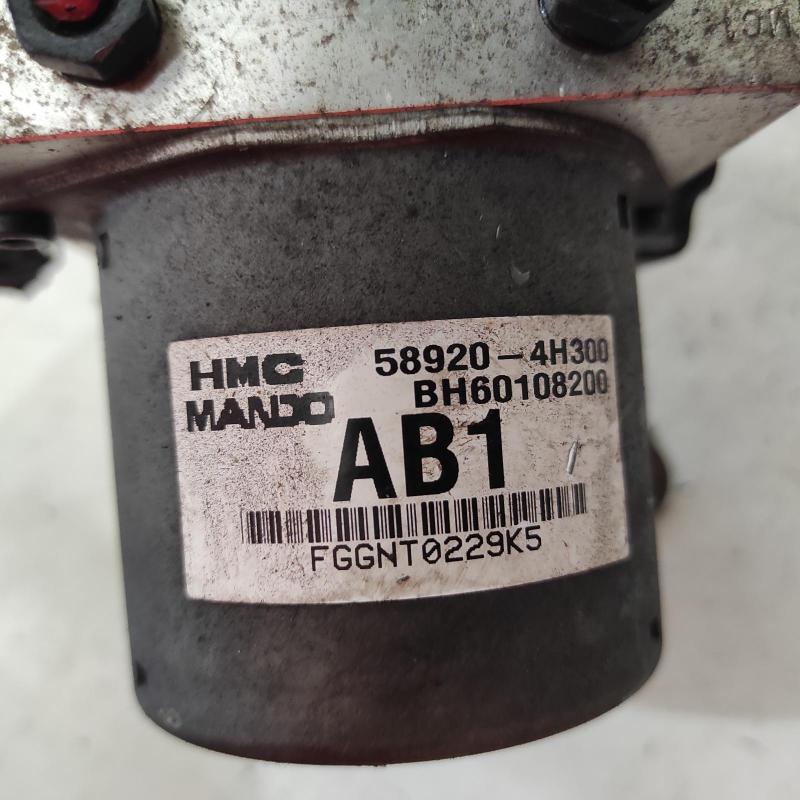 HMC
58920-4H300
MANDO
BH60108200
AB1
FGGNT0229K5